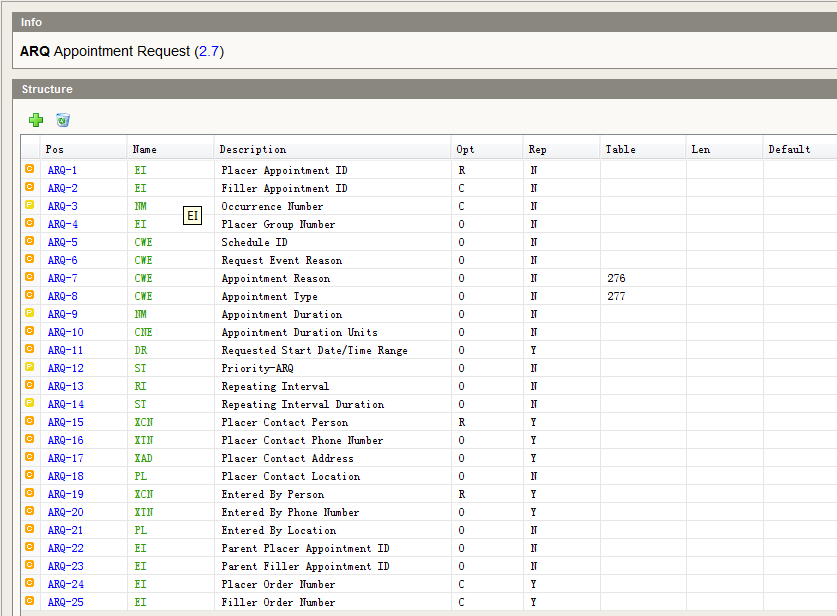 Info
ARQ Appointment Request (2.7)
Structure
Pos Name Description Opt Rep Table Len Default
C ARQ-1 EI Placer Appointment ID R N
C ARQ-2 EI Filler Appointment ID C N
P ARQ-3 NM Occurrence Number C N
EI
C ARQ-4 EI Placer Group Number O N
C ARQ-5 CWE Schedule ID O N
C ARQ-6 CWE Request Event Reason O N
C ARQ-7 CWE Appointment Reason O N 276
C ARQ-8 CWE Appointment Type O N 277
P ARQ-9 NM Appointment Duration O N
C ARQ-10 CNE Appointment Duration Units O N
C ARQ-11 DR Requested Start Date/Time Range O Y
P ARQ-12 ST Priority-ARQ O N
C ARQ-13 RI Repeating Interval O N
P ARQ-14 ST Repeating Interval Duration O N
C ARQ-15 XCN Placer Contact Person R Y
C ARQ-16 XTN Placer Contact Phone Number O Y
C ARQ-17 XAD Placer Contact Address O Y
C ARQ-18 PL Placer Contact Location O N
C ARQ-19 XCN Entered By Person R Y
C ARQ-20 XTN Entered By Phone Number O Y
C ARQ-21 PL Entered By Location O N
C ARQ-22 EI Parent Placer Appointment ID O N
C ARQ-23 EI Parent Filler Appointment ID O N
C ARQ-24 EI Placer Order Number C Y
C ARQ-25 EI Filler Order Number C Y